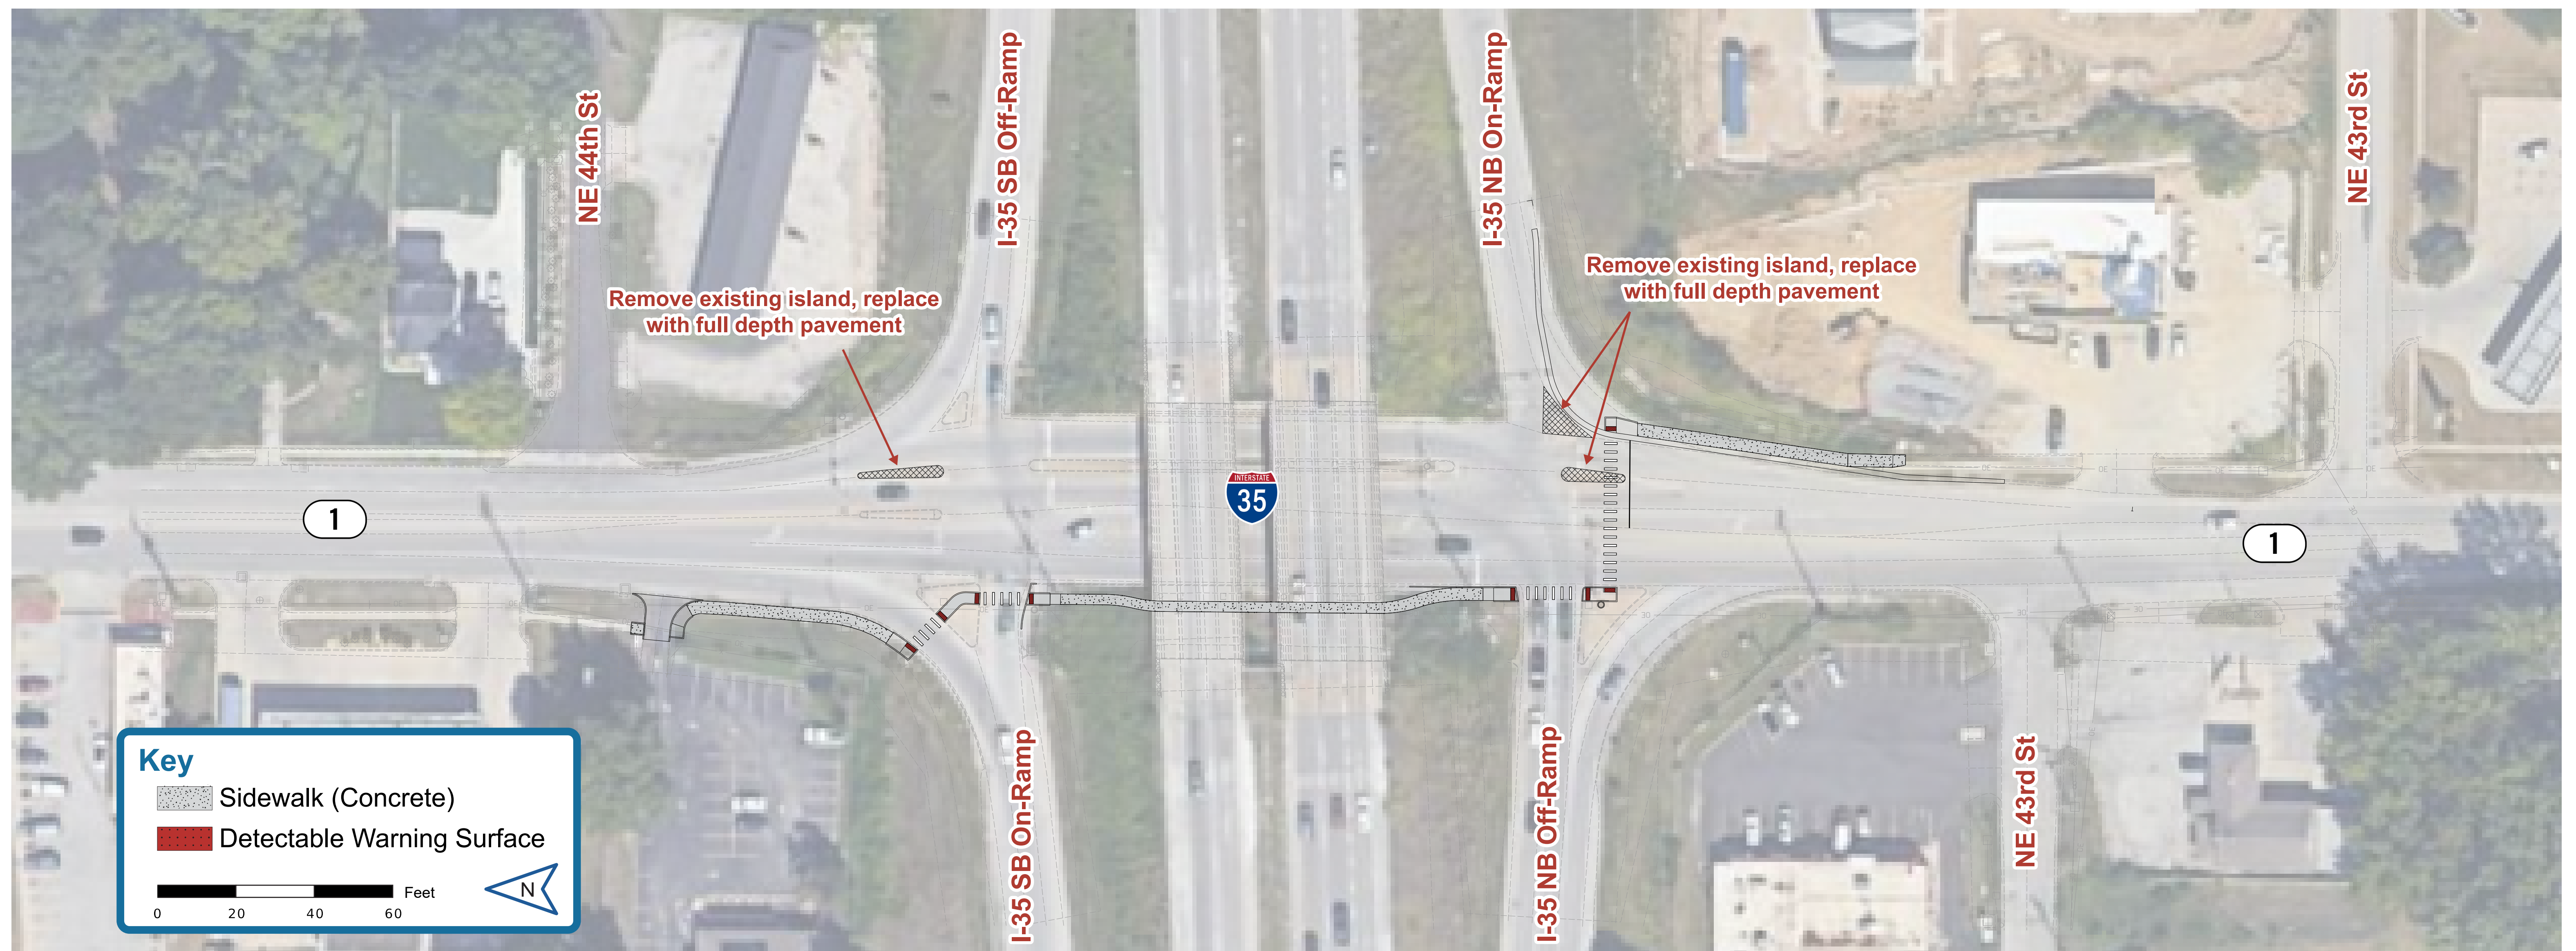 NE 44th St
I-35 SB Off-Ramp
I-35 NB On-Ramp
NE 43rd St
Remove existing island, replace
with full depth pavement
Remove existing island, replace
with full depth pavement
1
INTERSTATE
35
1
I-35 SB On-Ramp
I-35 NB Off-Ramp
NE 43rd St
Key
Sidewalk (Concrete)
Detectable Warning Surface
Feet
0 20 40 60
N